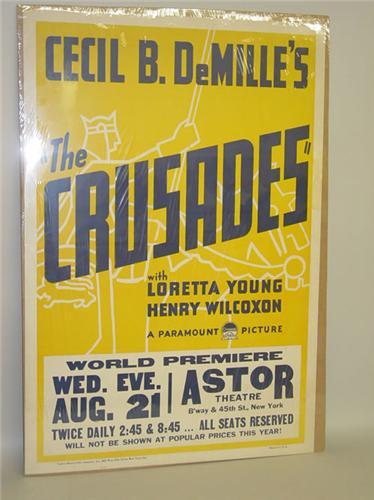 CECIL B. DeMILLE'S
"The
CRUSADES"
with
LORETTA YOUNG
HENRY WILCOXON
A PARAMOUNT PICTURE
WORLD PREMIERE
WED. EVE.
AUG. 21
ASTOR
THEATRE
B'way & 45th St., New York
TWICE DAILY 2:45 & 8:45 ... ALL SEATS RESERVED
WILL NOT BE SHOWN AT POPULAR PRICES THIS YEAR!